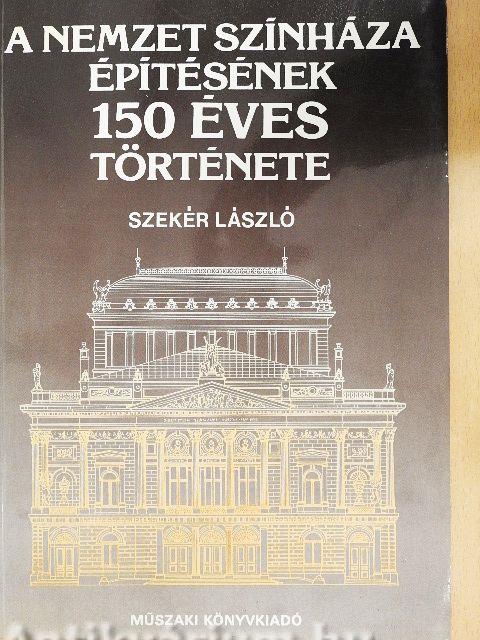 A NEMZET SZÍNHÁZA
ÉPÍTÉSÉNEK
150 ÉVES
TÖRTÉNETE
SZEKÉR LÁSZLÓ
MŰSZAKI KÖNYVKIADÓ